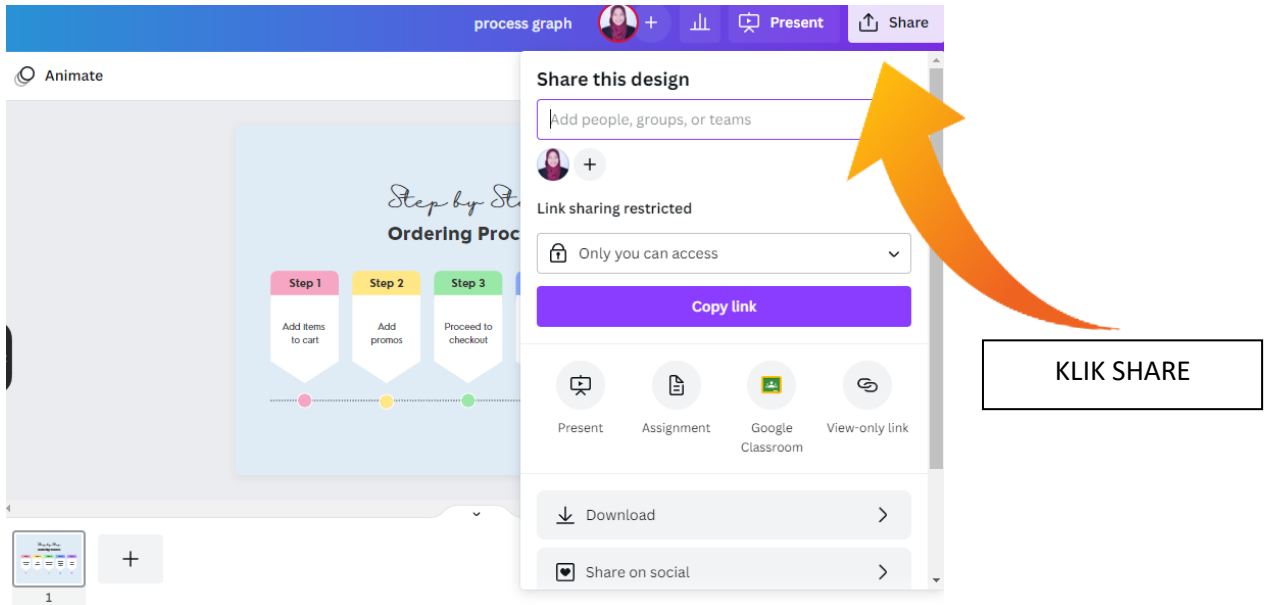 process graph
Present
Share
Animate
Share this design
Add people, groups, or teams
Link sharing restricted
Only you can access
Copy link
Present
Assignment
Google
Classroom
View-only link
Download
Share on social
Step by
Ordering
Step 1
Step 2
Step 3
Add items
to cart
Add
promos
Proceed to
checkout
1
KLIK SHARE